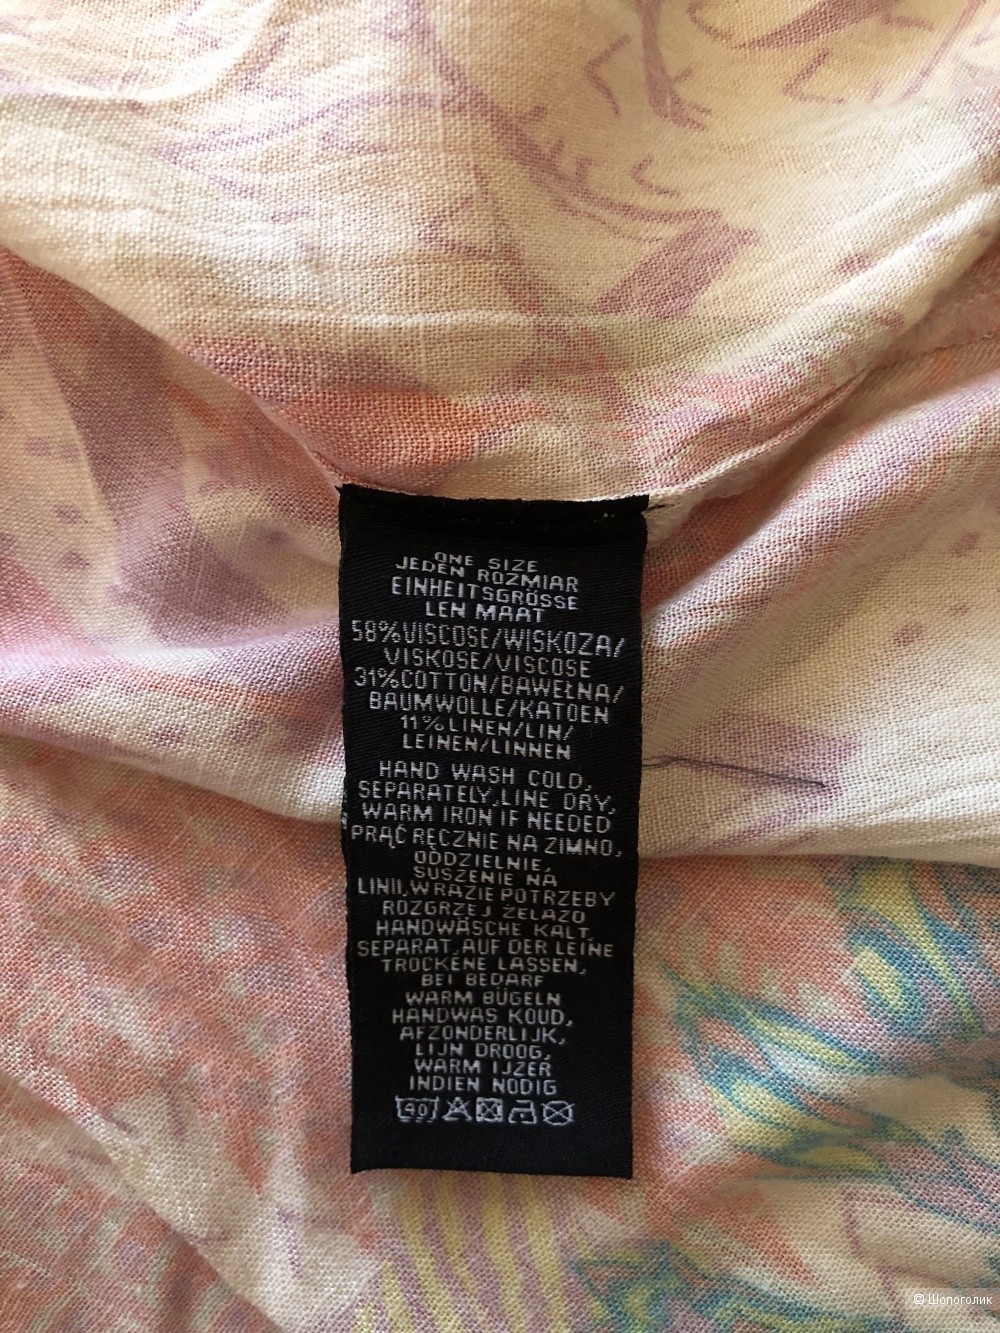 ONE SIZE
JEDEN ROZMIAR
EINHEITSGRÖSSE
LEN MAAT
58%VISCOSE/WISKOZA/
VISKOSE/VISCOSE
31%COTTON/BAWEŁNA/
BAUMWOLLE/KATOEN
11%LINEN/LIN/
LEINEN/LINNEN
HAND WASH COLD,
SEPARATELY,LINE DRY,
WARM IRON IF NEEDED
PRĄĆ RĘCZNIE NA ZIMNO,
ODDZIELNIE,
SUSZENIE NA
LINII,W RAZIE POTRZEBY
ROZGRZEJ ŻELAZO
HANDWÄSCHE KALT,
SEPARAT,AUF DER LEINE
TROCKENE LASSEN,
BEI BEDARF
WARM BÜGELN
HANDWAS KOUD,
AFZONDERLIJK,
LIJN DROOG,
WARM IJZER
INDIEN NODIG
40
© Шопоголик